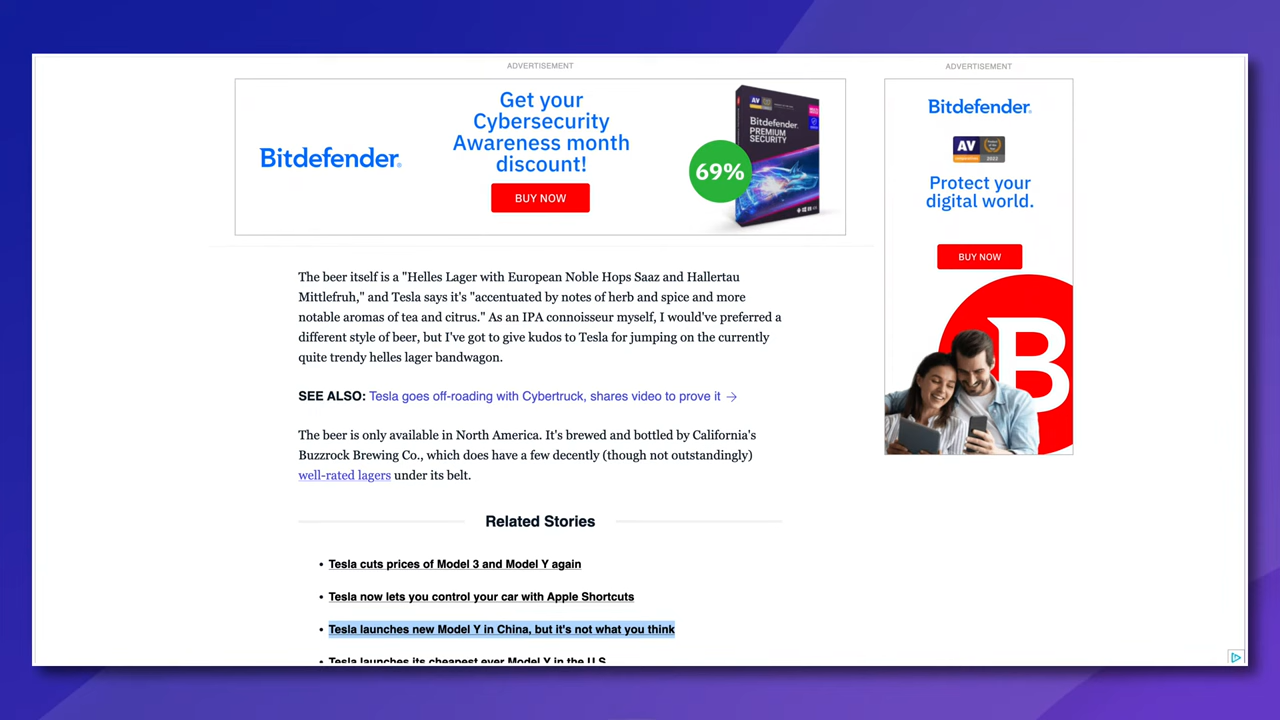 ADVERTISEMENT
Bitdefender
Get your
Cybersecurity
Awareness month
discount!
BUY NOW
69%
AV
Bitdefender
PREMIUM
SECURITY
ADVERTISEMENT
Bitdefender
AV
2022
Protect your
digital world.
BUY NOW
B
The beer itself is a "Helles Lager with European Noble Hops Saaz and Hallertau
Mittlefruh," and Tesla says it's "accentuated by notes of herb and spice and more
notable aromas of tea and citrus." As an IPA connoisseur myself, I would've preferred a
different style of beer, but I've got to give kudos to Tesla for jumping on the currently
quite trendy helles lager bandwagon.
SEE ALSO: Tesla goes off-roading with Cybertruck, shares video to prove it →
The beer is only available in North America. It's brewed and bottled by California's
Buzzrock Brewing Co., which does have a few decently (though not outstandingly)
well-rated lagers under its belt.
Related Stories
• Tesla cuts prices of Model 3 and Model Y again
• Tesla now lets you control your car with Apple Shortcuts
• Tesla launches new Model Y in China, but it's not what you think
• Tesla launches its cheapest ever Model Y in the U.S.